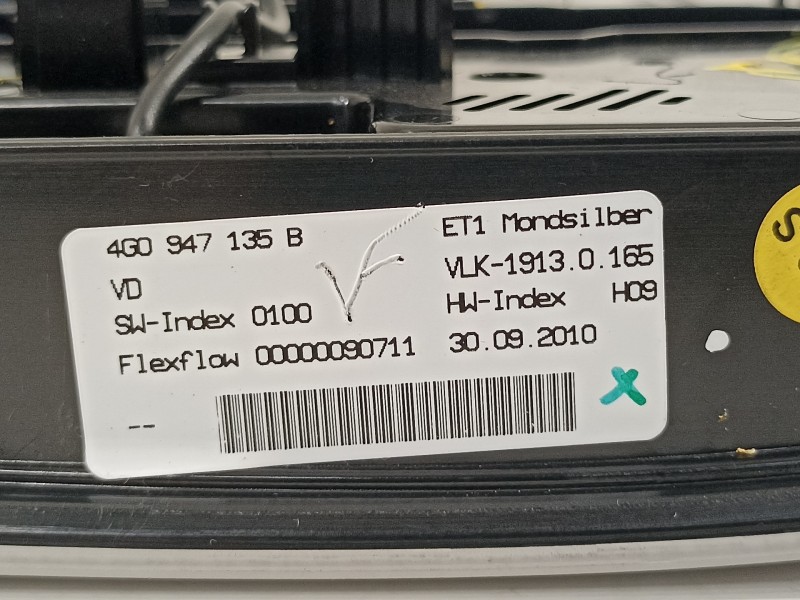 4G0 947 135 B
ET1 Mondsilber
VD
VLK-1913.0.165
SW-Index 0100
HW-Index H09
Flexflow 00000090711
30.09.2010
--